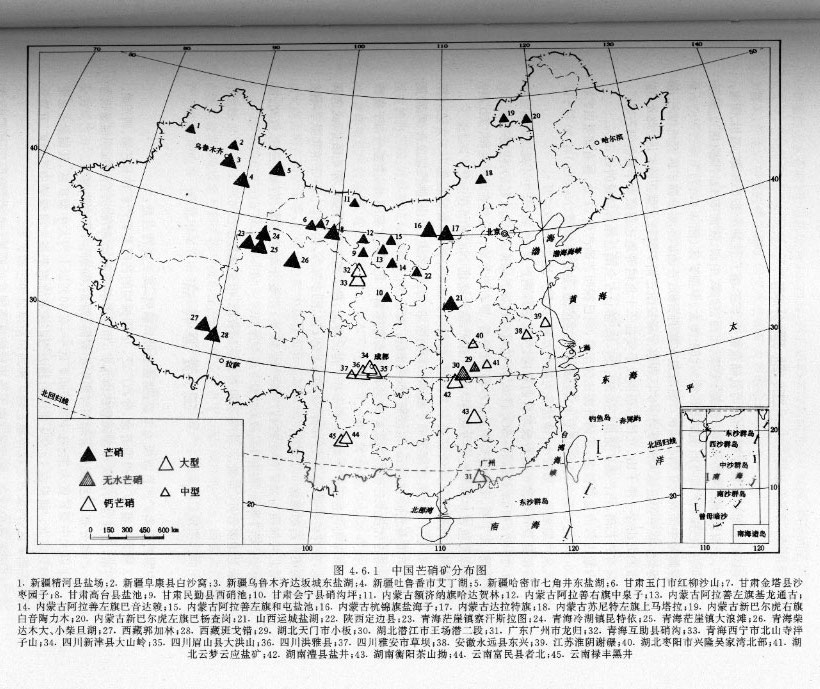 70
80
90
100
110
120
130
140
50
40
30
20
乌鲁木齐
哈尔滨
北京
渤 海
渤海海峡
黄 海
拉萨
成都
上海
东 海
太
平
洋
钓鱼岛
赤尾屿
北回归线
台湾海峡
广州
东沙群岛
北部湾
南 海
芒硝
无水芒硝
钙芒硝
大型
中型
0 150 300 450 600 km
100
110
120
东沙群岛
西沙群岛
中沙群岛
南 海
南沙群岛
曾母暗沙
南海诸岛
110
120
20
10
图 4.6.1 中国芒硝矿分布图
1. 新疆精河县盐场;2. 新疆阜康县白沙窝;3. 新疆乌鲁木齐达坂城东盐湖;4. 新疆吐鲁番市艾丁湖;5. 新疆哈密市七角井东盐湖;6. 甘肃玉门市红柳沙山;7. 甘肃金塔县沙
枣园子;8. 甘肃高台县盐池;9. 甘肃民勤县西硝池;10. 甘肃会宁县硝沟坪;11. 内蒙古额济纳旗哈达贺休;12. 内蒙古阿拉善右旗中泉子;13. 内蒙古阿拉善左旗基龙通古;
14. 内蒙古阿拉善左旗巴音达赖;15. 内蒙古阿拉善左旗和屯盐池;16. 内蒙古杭锦旗盐海子;17. 内蒙古达拉特旗;18. 内蒙古苏尼特左旗上马塔拉;19. 内蒙古新巴尔虎右旗
白音陶力木;20. 内蒙古新巴尔虎左旗巴杨查岗;21. 山西运城盐湖;22. 陕西定边县;23. 青海茫崖镇察汗斯拉图;24. 青海冷湖镇昆特依;25. 青海茫崖镇大浪滩;26. 青海柴
达木大、小柴旦湖;27. 西藏郭加林;28. 西藏班戈错;29. 湖北天门市小板;30. 湖北潜江市王场潜二段;31. 广东广州市龙归;32. 青海互助县硝沟;33. 青海西宁市北山寺洋
子山;34. 四川新津县大山岭;35. 四川眉山县大洪山;36. 四川洪雅县;37. 四川雅安市草坝;38. 安徽永远县东兴;39. 江苏淮阴谢碾;40. 湖北枣阳市兴隆吴家湾北部;41. 湖
北云梦云应盐矿;42. 湖南澧县盐井;43. 湖南衡阳茶山拗;44. 云南富民县者北;45. 云南禄丰黑井